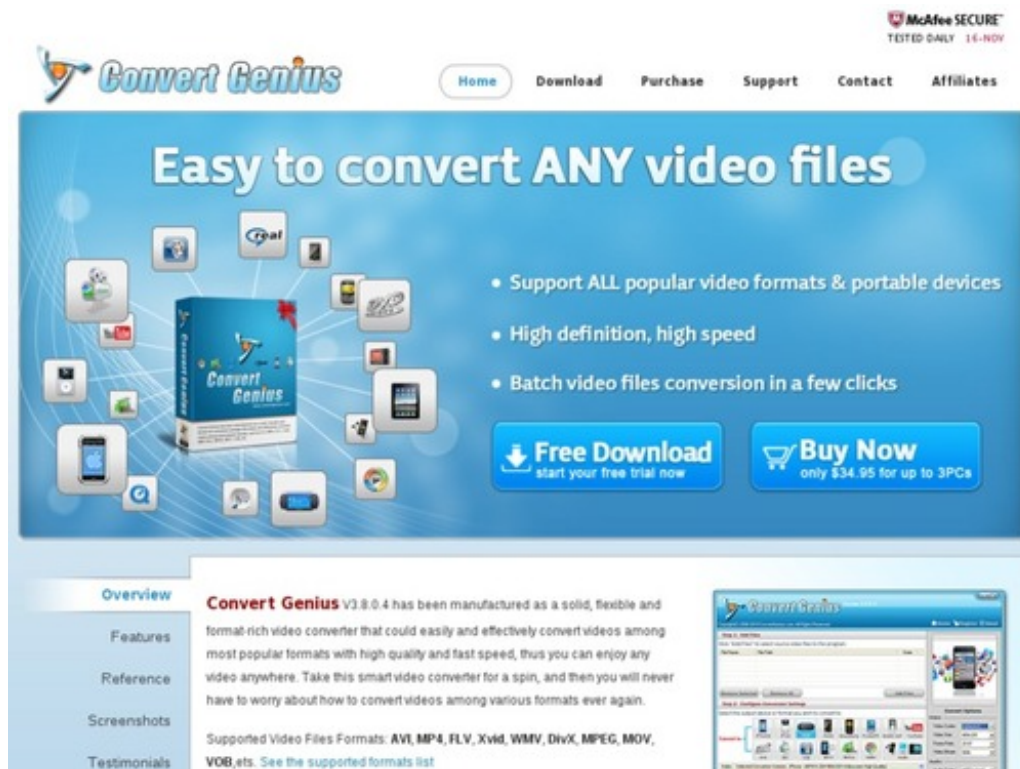 McAfee SECURE™
TESTED DAILY 16-NOV
Convert Genius
Home Download Purchase Support Contact Affiliates
Easy to convert ANY video files
real
Convert Genius
Convert
Genius
• Support ALL popular video formats & portable devices
• High definition, high speed
• Batch video files conversion in a few clicks
Free Download
start your free trial now
Buy Now
only $34.95 for up to 3PCs
Overview
Features
Reference
Screenshots
Testimonials
Convert Genius V3.8.0.4 has been manufactured as a solid, flexible and
format-rich video converter that could easily and effectively convert videos among
most popular formats with high quality and fast speed, thus you can enjoy any
video anywhere. Take this smart video converter for a spin, and then you will never
have to worry about how to convert videos among various formats ever again.
Supported Video Files Formats: AVI, MP4, FLV, Xvid, WMV, DivX, MPEG, MOV,
VOB,ets. See the supported formats list
Convert Genius